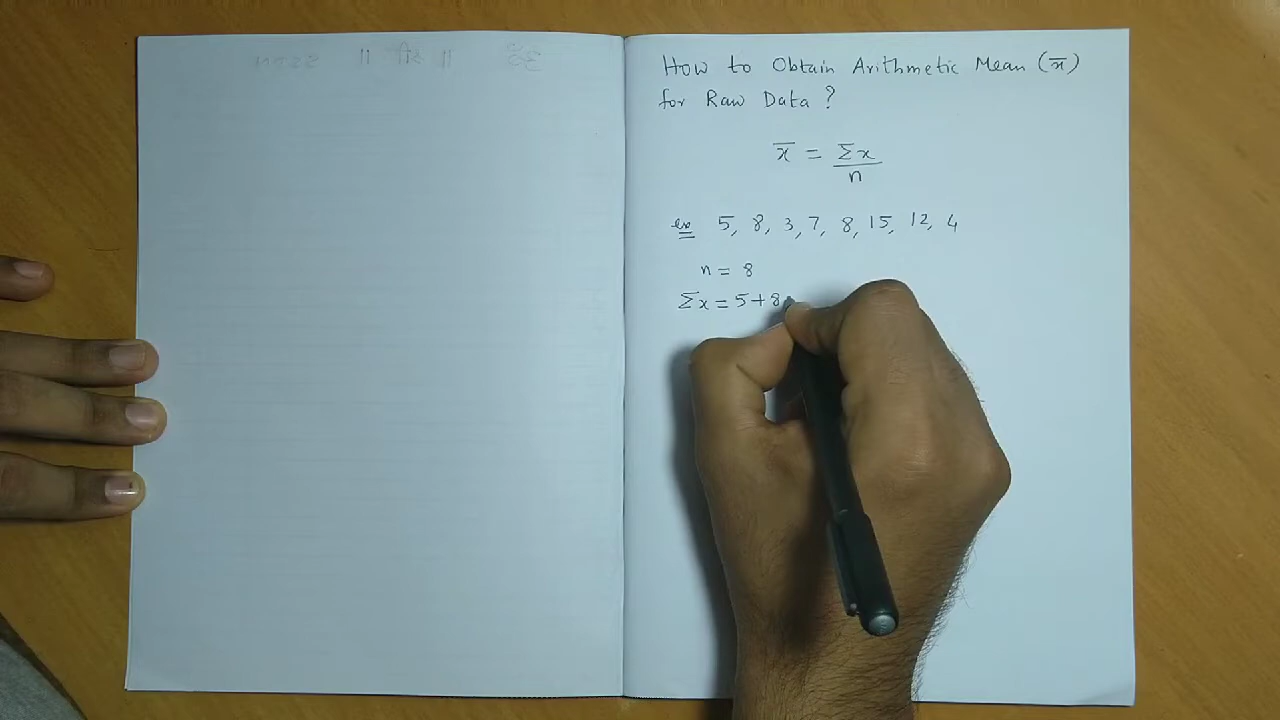 How to Obtain Arithmetic Mean (x̅)
for Raw Data ?
x̅ = Σx / n
ex 5, 8, 3, 7, 8, 15, 12, 4
n = 8
Σx = 5+8